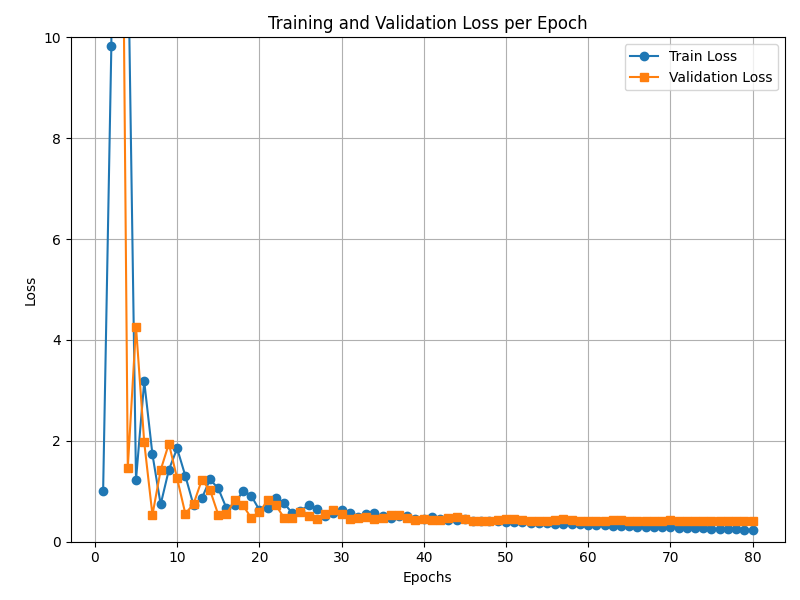 Training and Validation Loss per Epoch
Train Loss
Validation Loss
10
8
6
4
2
0
Loss
0 10 20 30 40 50 60 70 80
Epochs